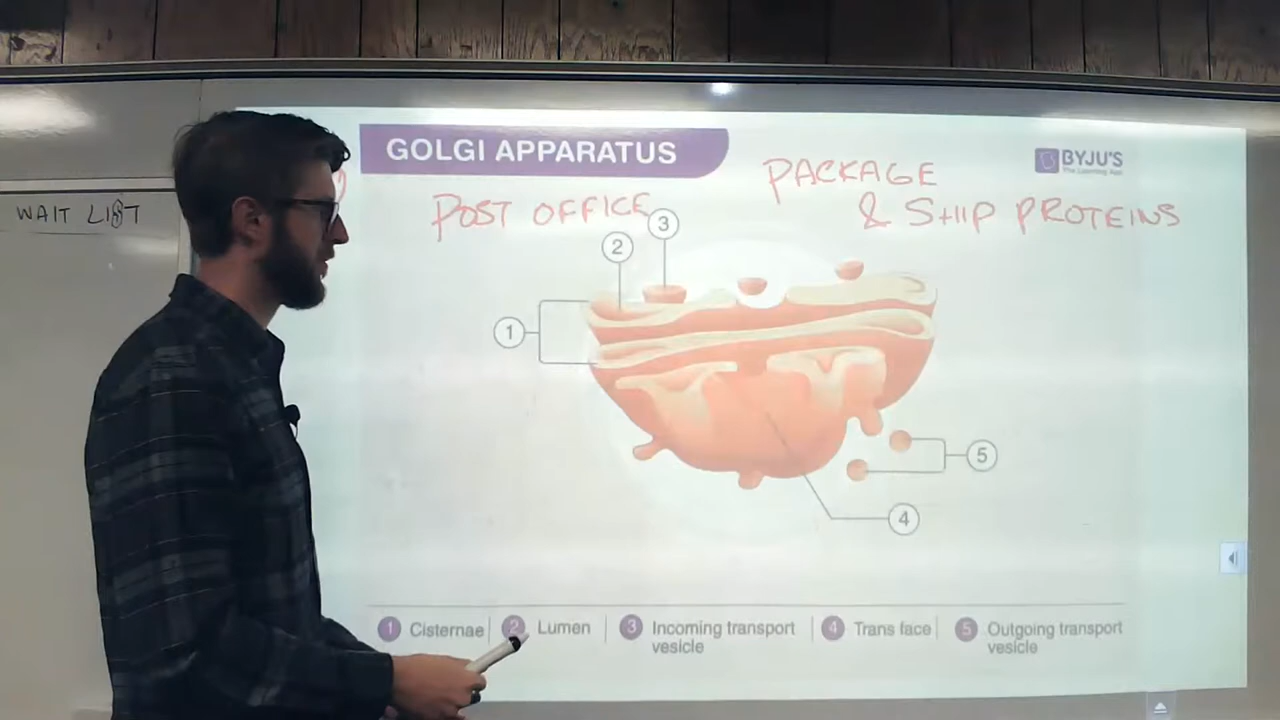 GOLGI APPARATUS
BYJU'S
The Learning App
PACKAGE
& SHIP PROTEINS
POST OFFICE
WAIT LIST
3
2
1
5
4
1 Cisternae
2 Lumen
3 Incoming transport
vesicle
4 Trans face
5 Outgoing transport
vesicle